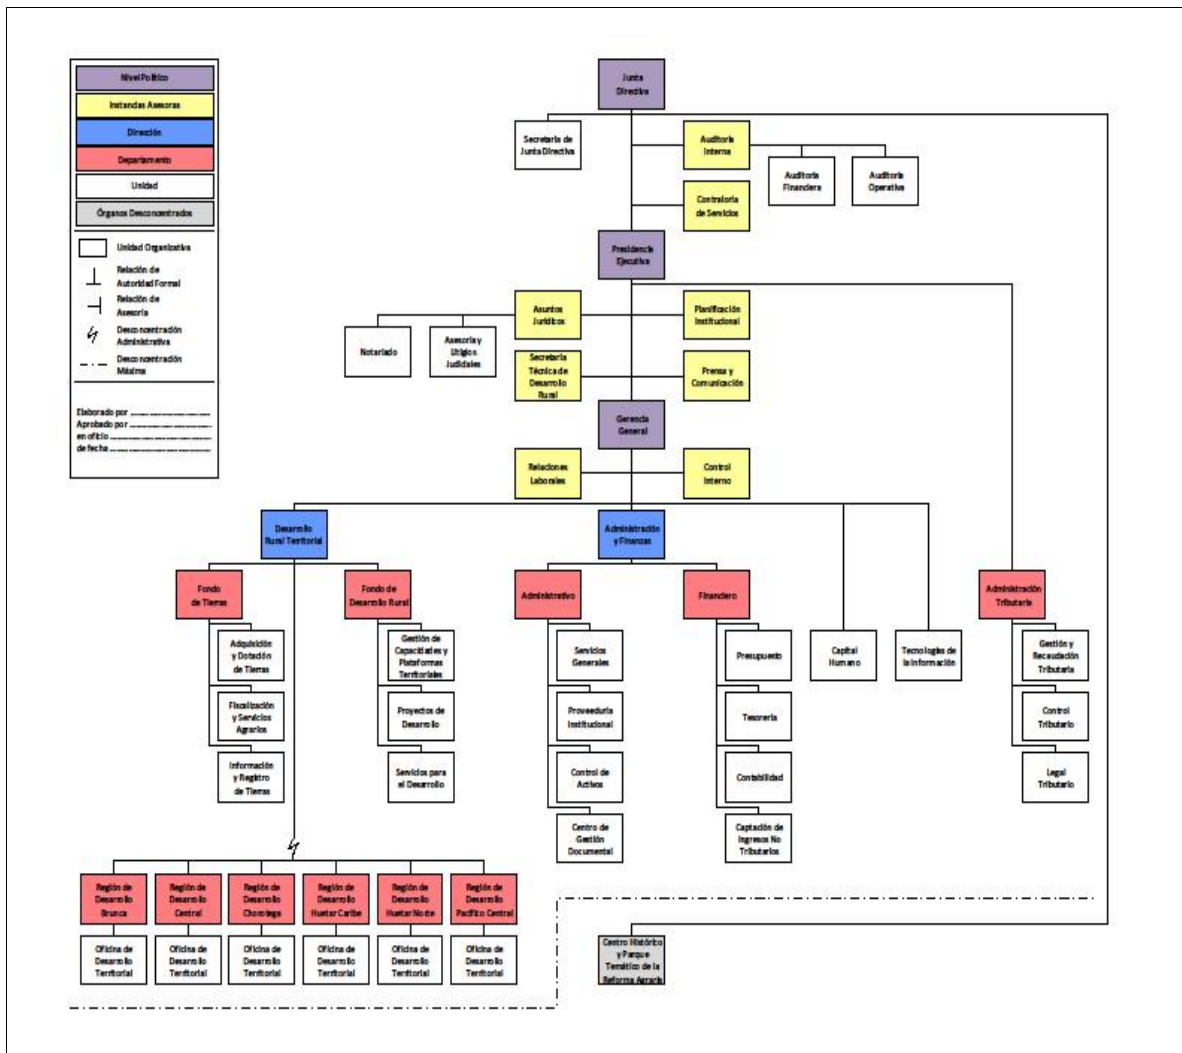 Nivel Político
Instancias Asesoras
Dirección
Departamento
Unidad
Órganos Desconcentrados
Unidad Organizativa
Relación de
Autoridad Formal
Relación de
Asesoría
Desconcentración
Administrativa
Desconcentración
Máxima
Elaborado por
Aprobado por
en oficio
de fecha
Junta
Directiva
Secretaría de
Junta Directiva
Auditoría
Interna
Auditoría
Financiera
Auditoría
Operativa
Contraloría
de Servicios
Presidencia
Ejecutiva
Asuntos
Jurídicos
Planificación
Institucional
Notariado
Asesoría y
Litigios
Judiciales
Secretaría
Técnica de
Desarrollo
Rural
Prensa y
Comunicación
Gerencia
General
Relaciones
Laborales
Control
Interno
Desarrollo
Rural Territorial
Administración
y Finanzas
Fondo
de Tierras
Fondo de
Desarrollo Rural
Administrativo
Financiero
Administración
Tributaria
Adquisición
y Dotación
de Tierras
Gestión de
Capacidades y
Plataformas
Territoriales
Servicios
Generales
Presupuesto
Capital
Humano
Tecnologías de
la Información
Gestión y
Recaudación
Tributaria
Fiscalización
y Servicios
Agrarios
Proyectos de
Desarrollo
Proveeduría
Institucional
Tesorería
Control
Tributario
Información
y Registro
de Tierras
Servicios para
el Desarrollo
Control de
Activos
Contabilidad
Legal
Tributario
Centro de
Gestión
Documental
Captación de
Ingresos No
Tributarios
Región de
Desarrollo
Brunca
Región de
Desarrollo
Central
Región de
Desarrollo
Chorotega
Región de
Desarrollo
Huetar Caribe
Región de
Desarrollo
Huetar Norte
Región de
Desarrollo
Pacífico Central
Oficina de
Desarrollo
Territorial
Oficina de
Desarrollo
Territorial
Oficina de
Desarrollo
Territorial
Oficina de
Desarrollo
Territorial
Oficina de
Desarrollo
Territorial
Oficina de
Desarrollo
Territorial
Centro Histórico
y Parque
Temático de la
Reforma Agraria